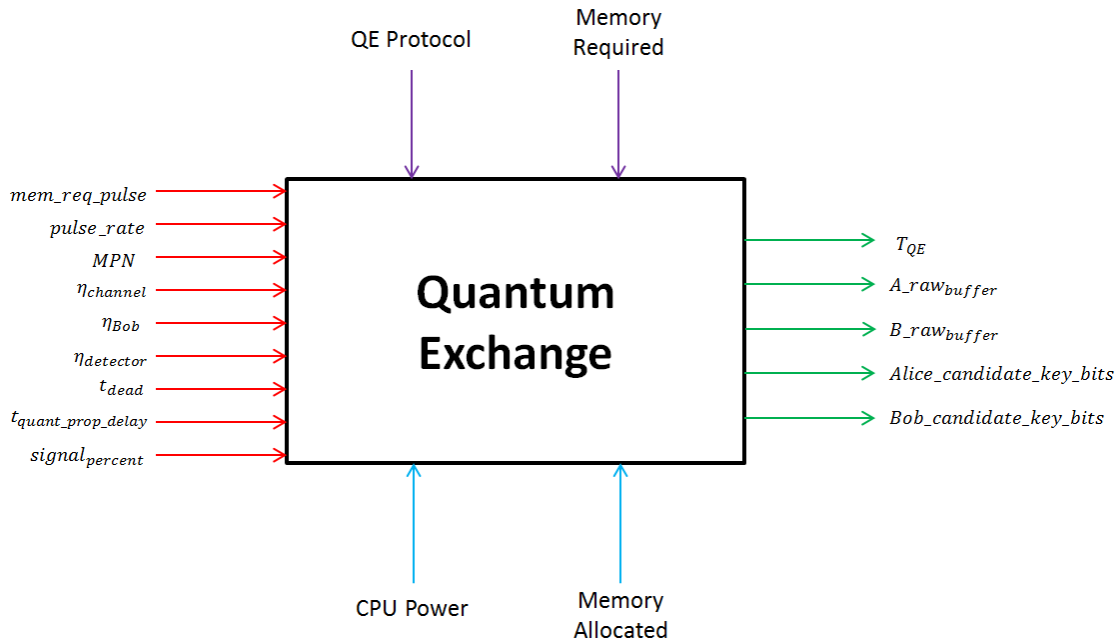 QE Protocol
Memory
Required
mem_req_pulse
pulse_rate
MPN
η_channel
η_Bob
η_detector
t_dead
t_quant_prop_delay
signal_percent
Quantum
Exchange
T_QE
A_raw_buffer
B_raw_buffer
Alice_candidate_key_bits
Bob_candidate_key_bits
CPU Power
Memory
Allocated